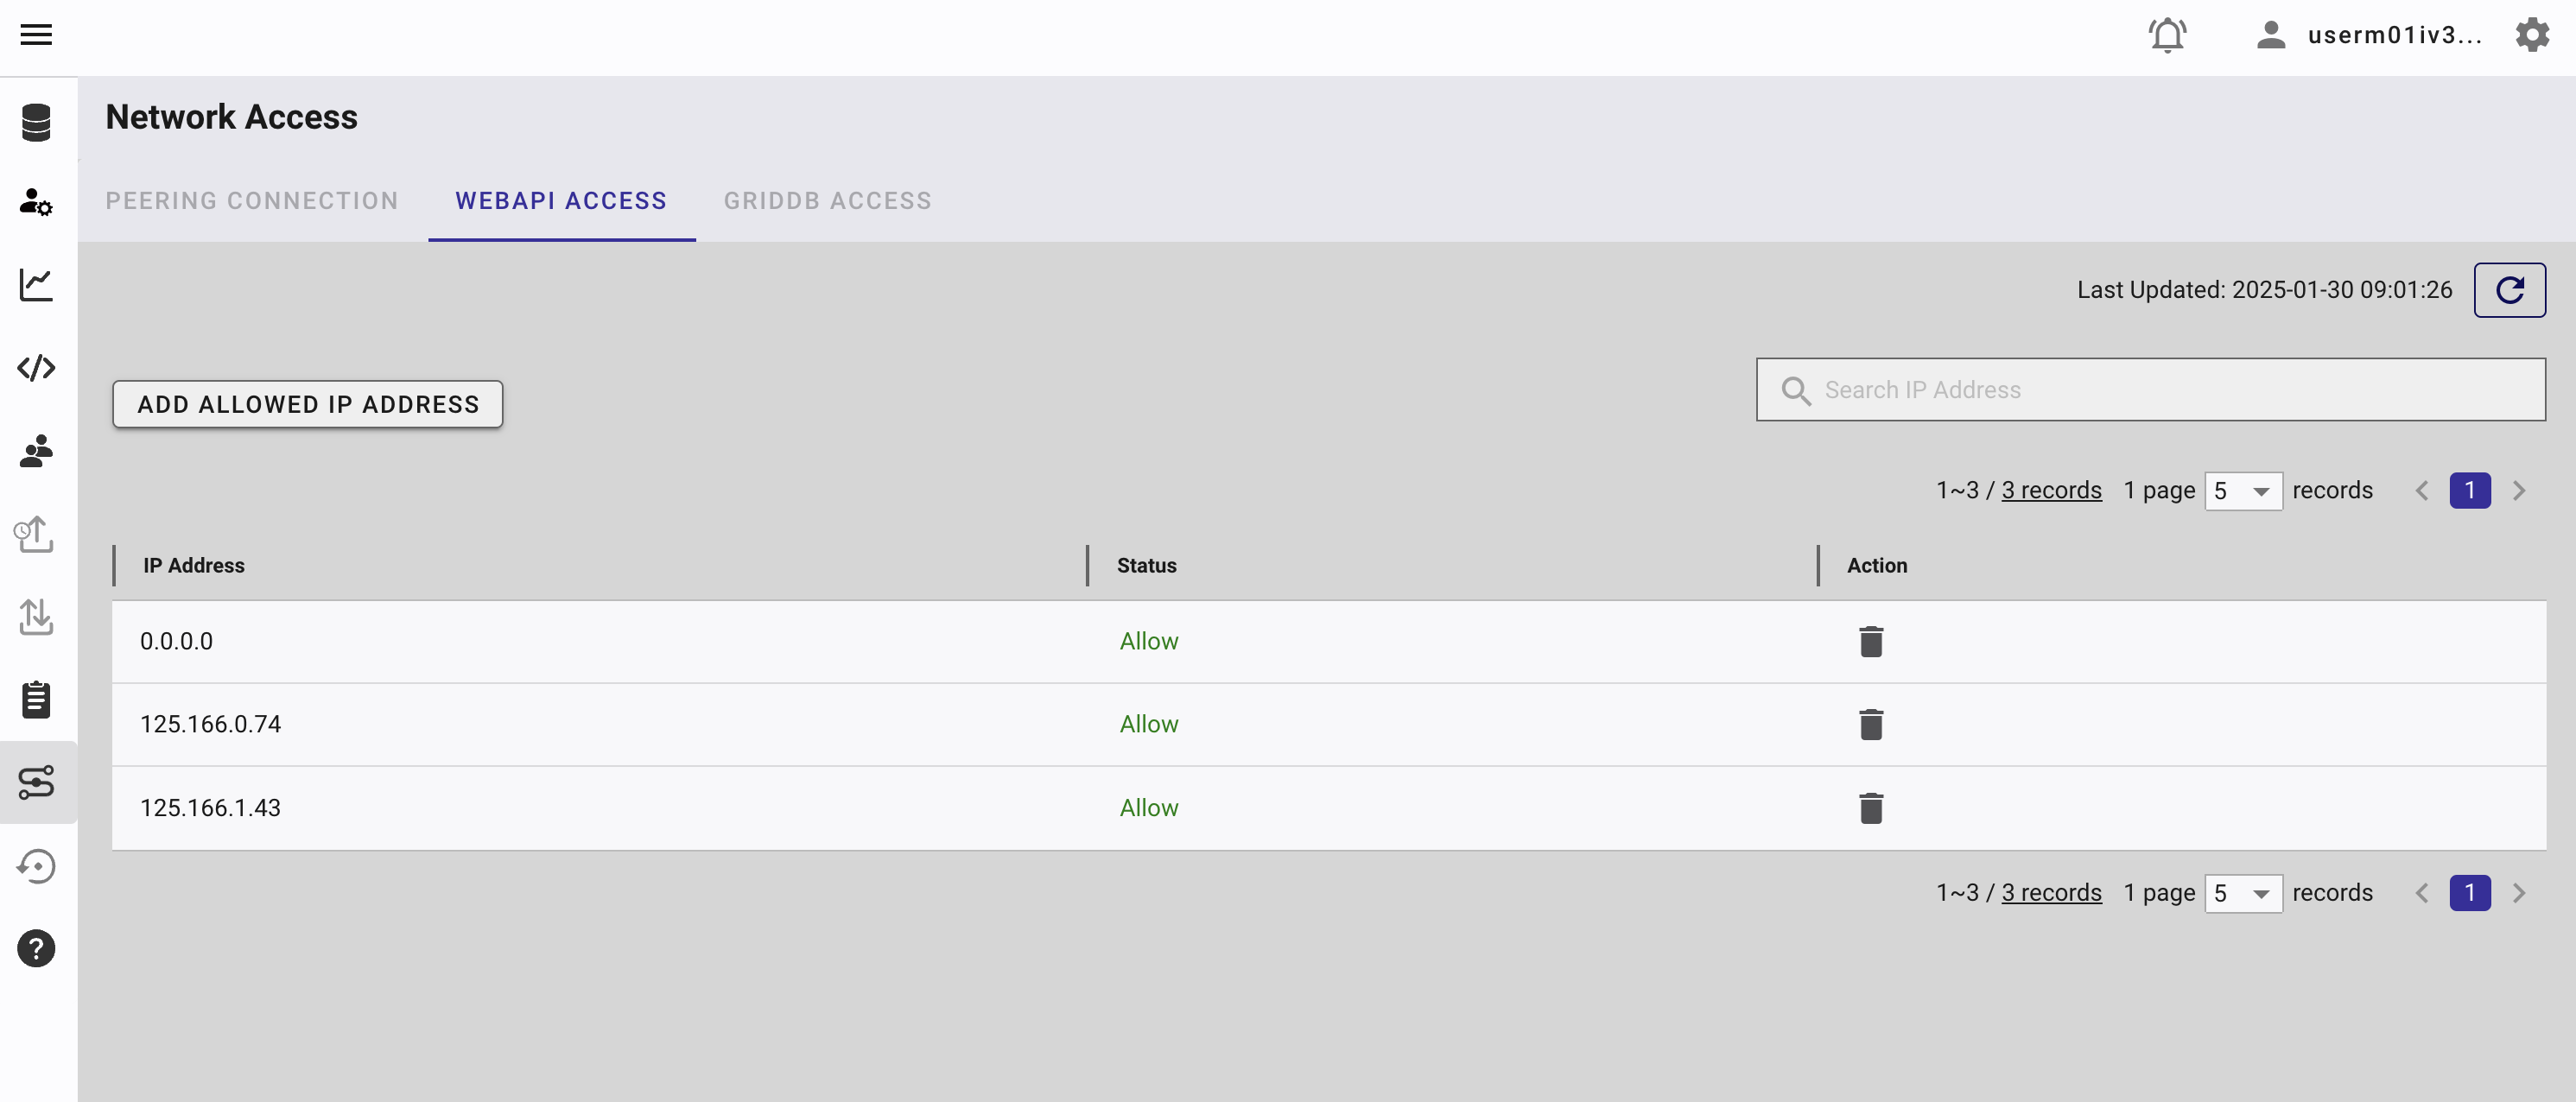 userm01iv3...
Network Access
PEERING CONNECTION WEBAPI ACCESS GRIDDB ACCESS
Last Updated: 2025-01-30 09:01:26
ADD ALLOWED IP ADDRESS
Search IP Address
1~3 / 3 records 1 page 5 records 1
IP Address Status Action
0.0.0.0 Allow
125.166.0.74 Allow
125.166.1.43 Allow
1~3 / 3 records 1 page 5 records 1